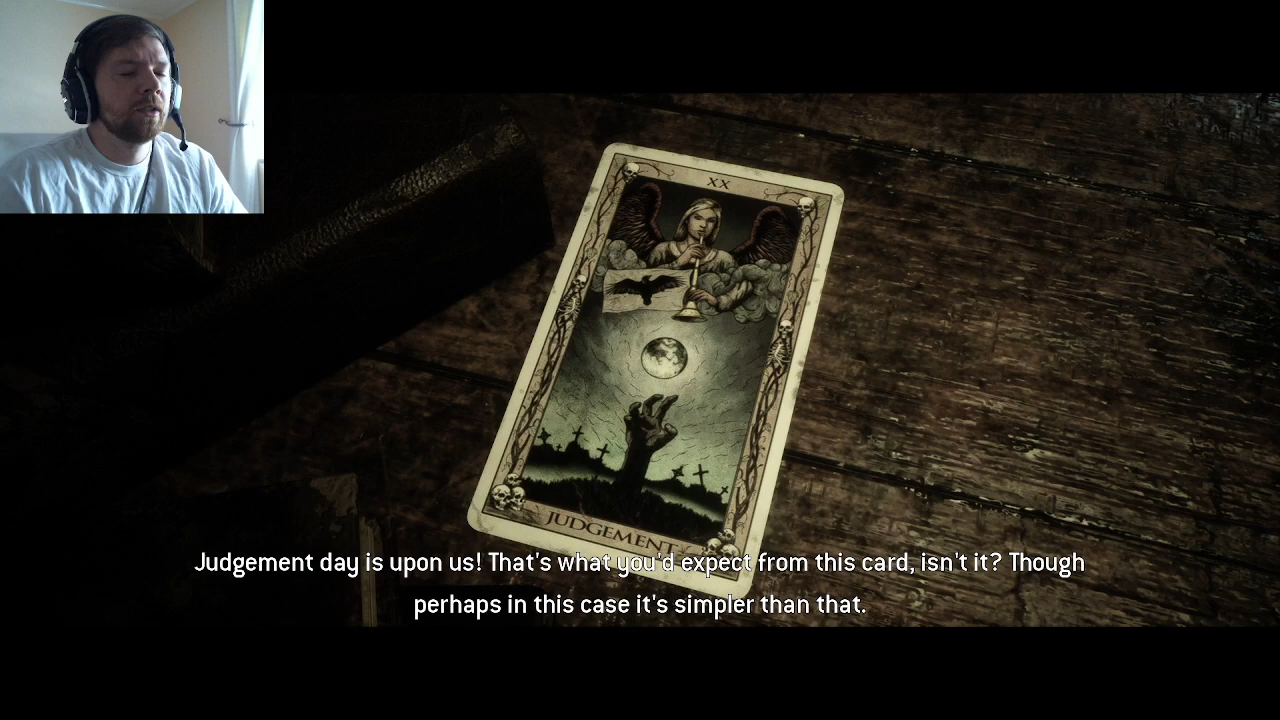 XX
JUDGEMENT
Judgement day is upon us! That's what you'd expect from this card, isn't it? Though
perhaps in this case it's simpler than that.